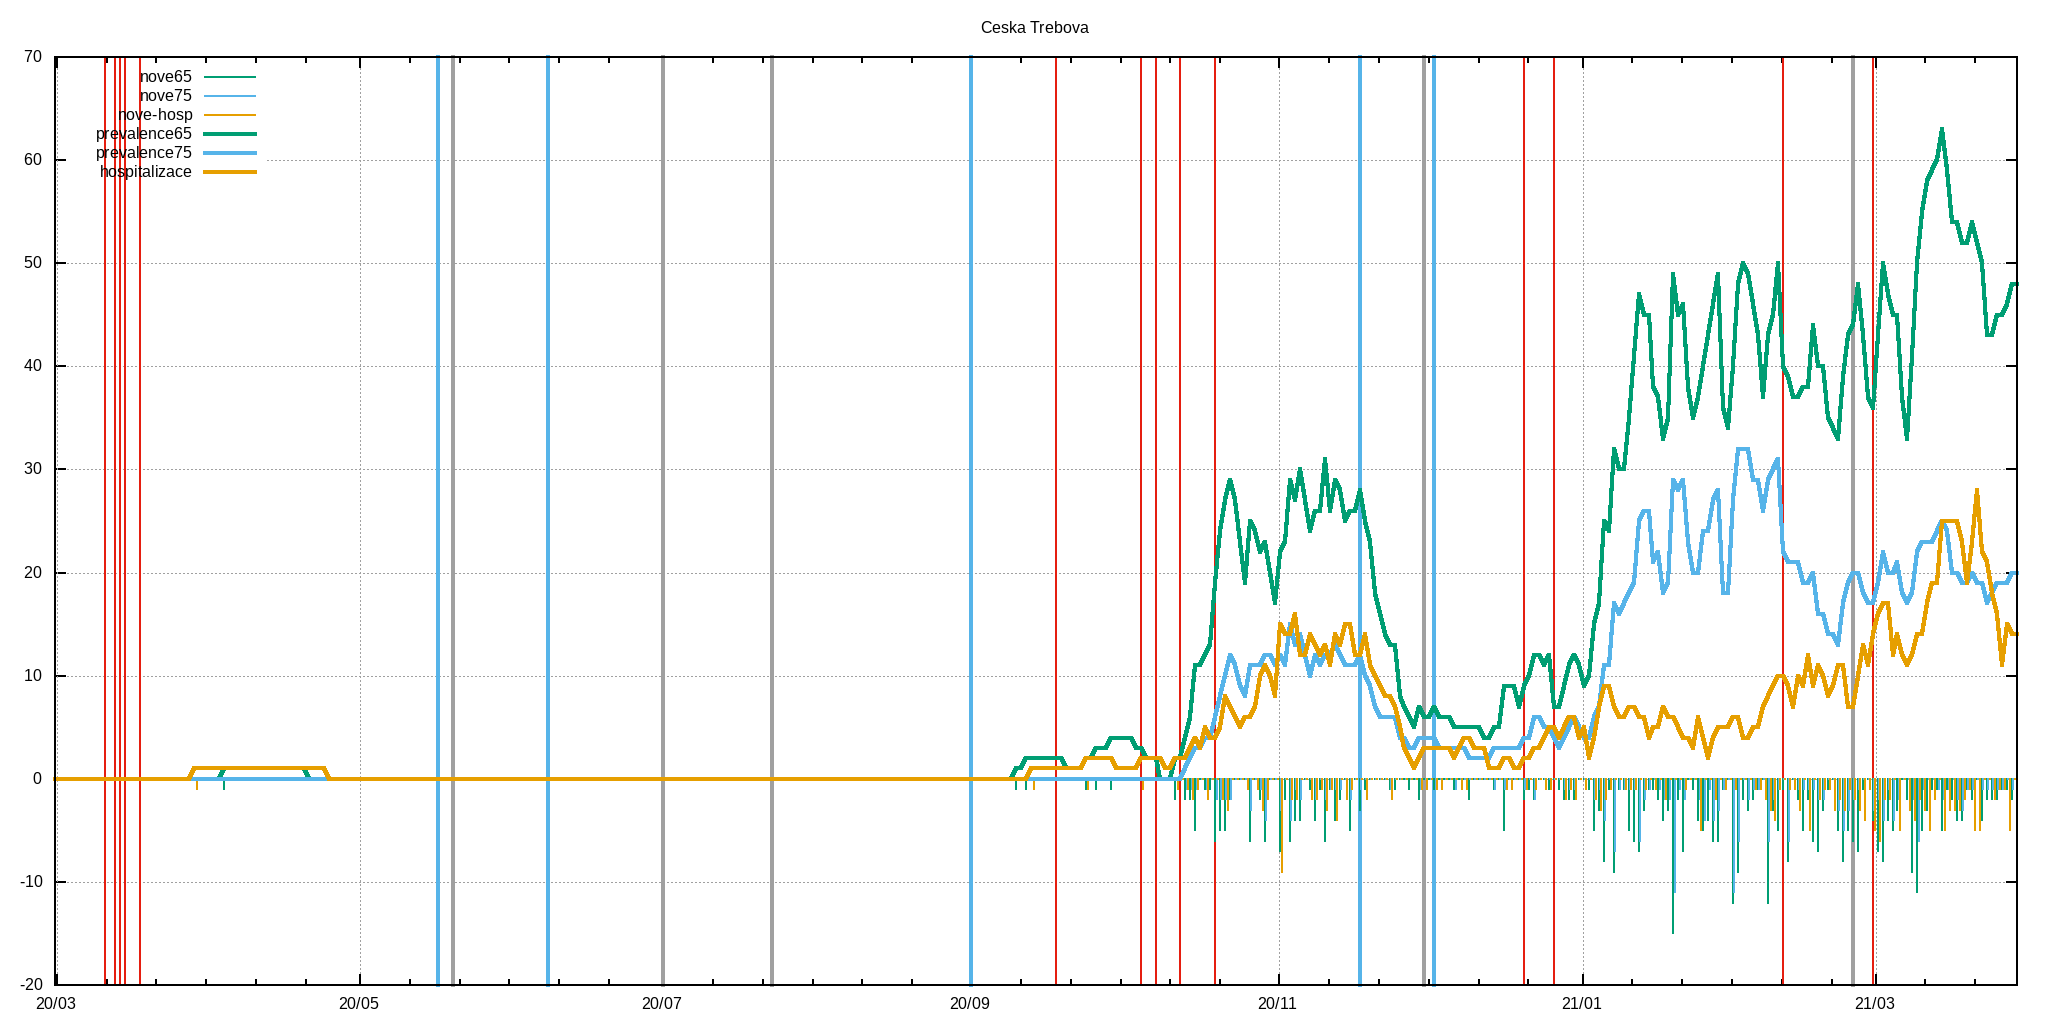 Ceska Trebova
70
60
50
40
30
20
10
0
-10
-20
nove65
nove75
nove-hosp
prevalence65
prevalence75
hospitalizace
20/03 20/05 20/07 20/09 20/11 21/01 21/03